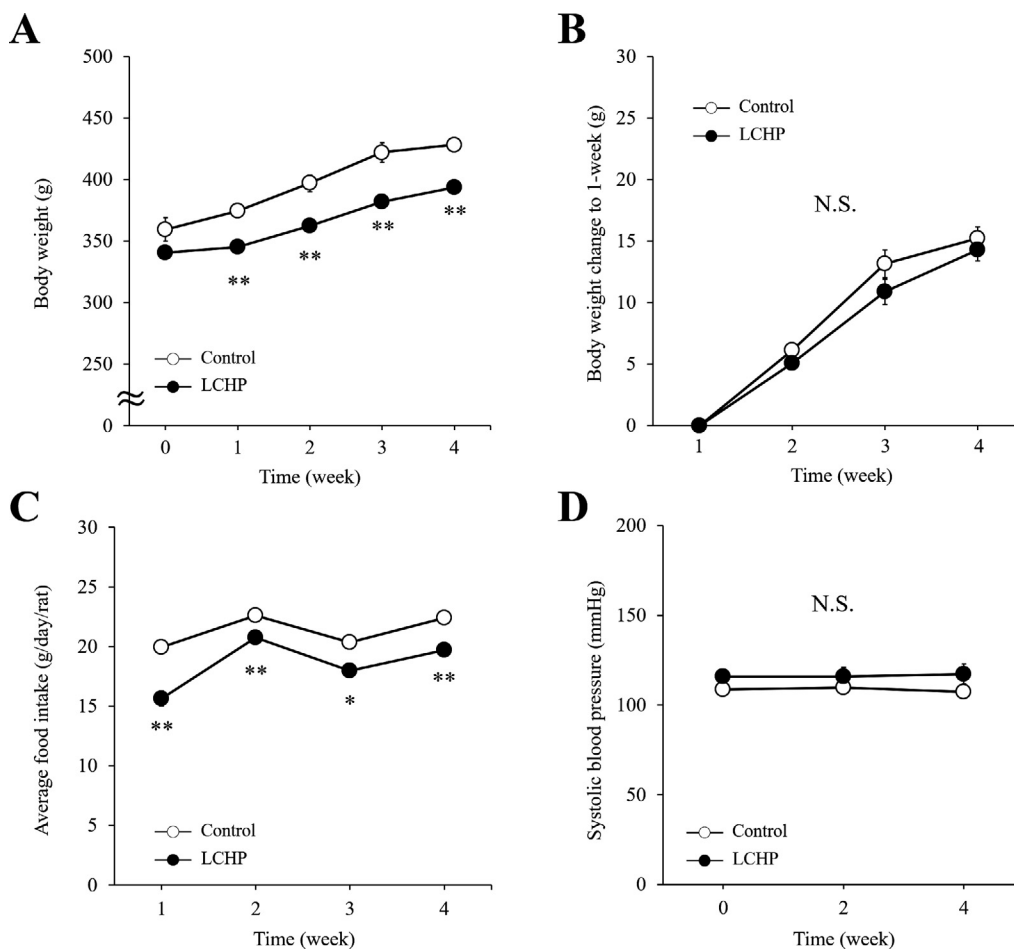 A
500
450
400
350
300
250
0
Body weight (g)
**
**
**
**
Control
LCHP
0 1 2 3 4
Time (week)
B
30
25
20
15
10
5
0
Body weight change to 1-week (g)
Control
LCHP
N.S.
1 2 3 4
Time (week)
C
30
25
20
15
10
5
0
Average food intake (g/day/rat)
**
**
*
**
Control
LCHP
1 2 3 4
Time (week)
D
200
150
100
50
0
Systolic blood pressure (mmHg)
N.S.
Control
LCHP
0 2 4
Time (week)